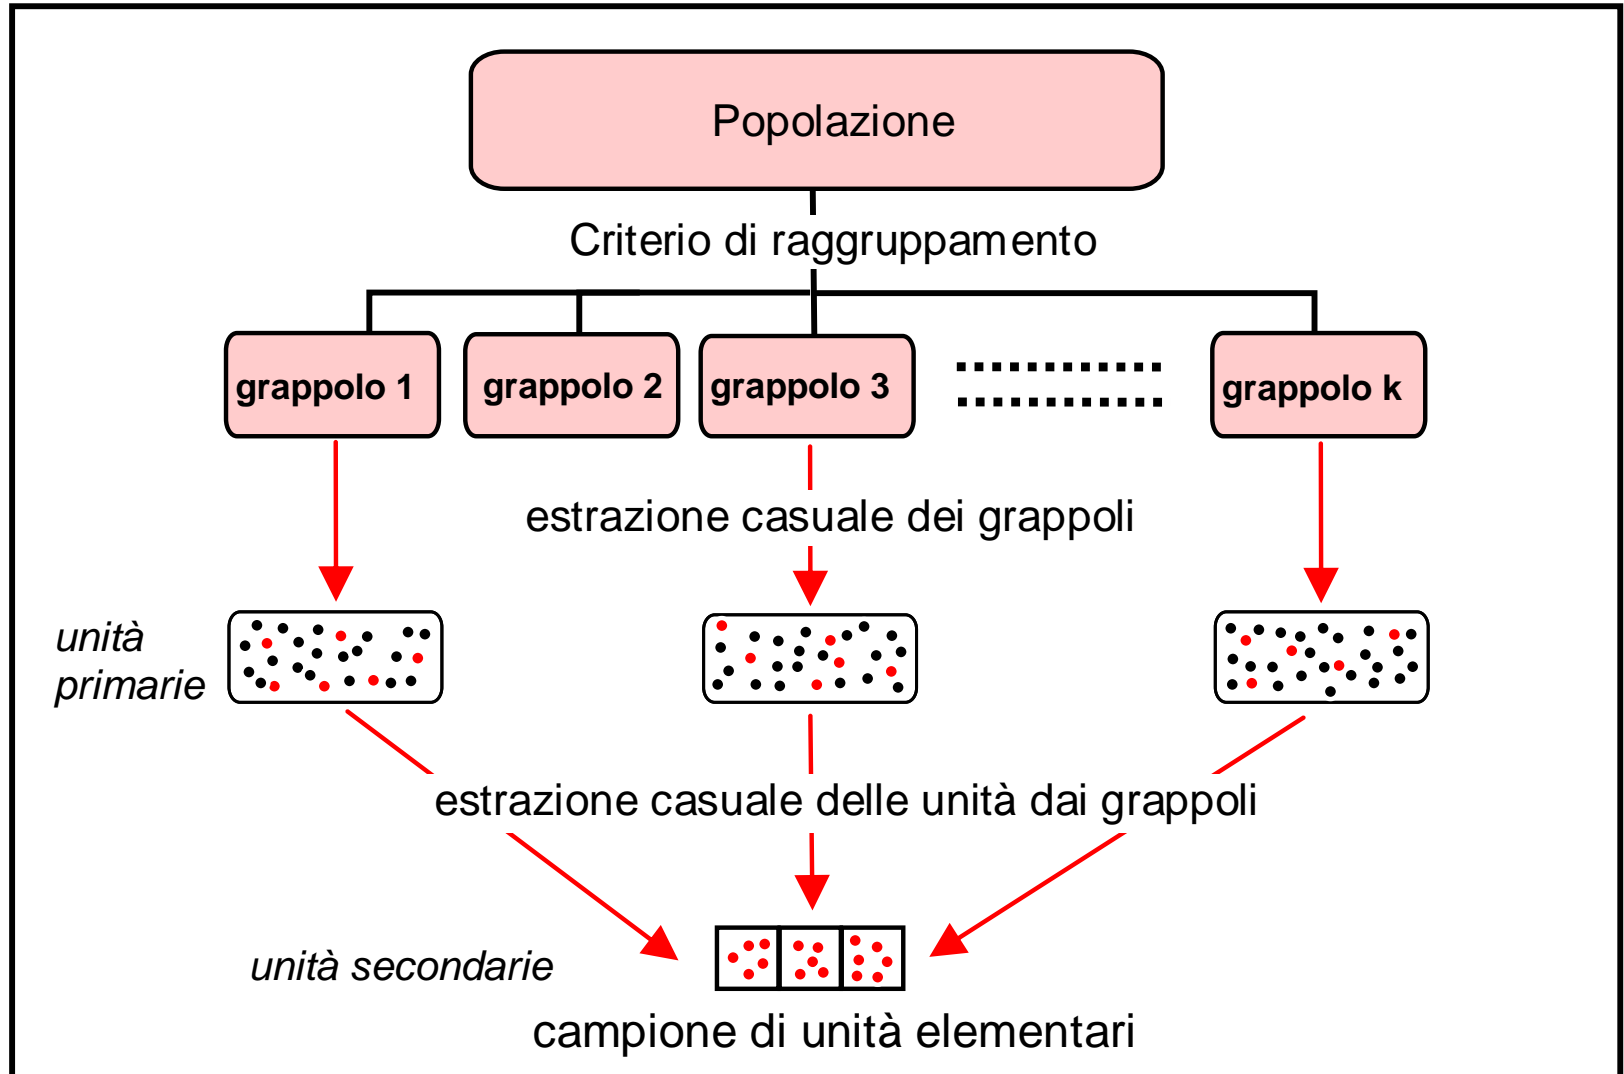 Popolazione
Criterio di raggruppamento
grappolo 1
grappolo 2
grappolo 3
grappolo k
estrazione casuale dei grappoli
unità
primarie
estrazione casuale delle unità dai grappoli
unità secondarie
campione di unità elementari